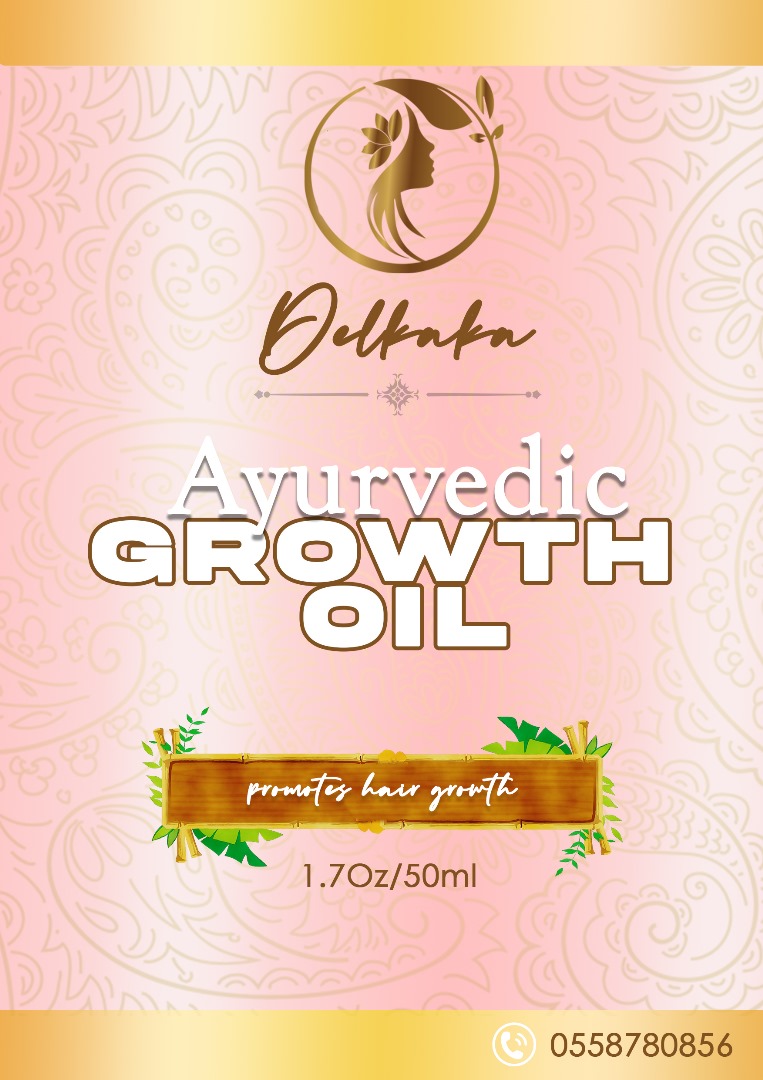 Delkaka
Ayurvedic
GROWTH
OIL
promotes hair growth
1.7Oz/50ml
0558780856